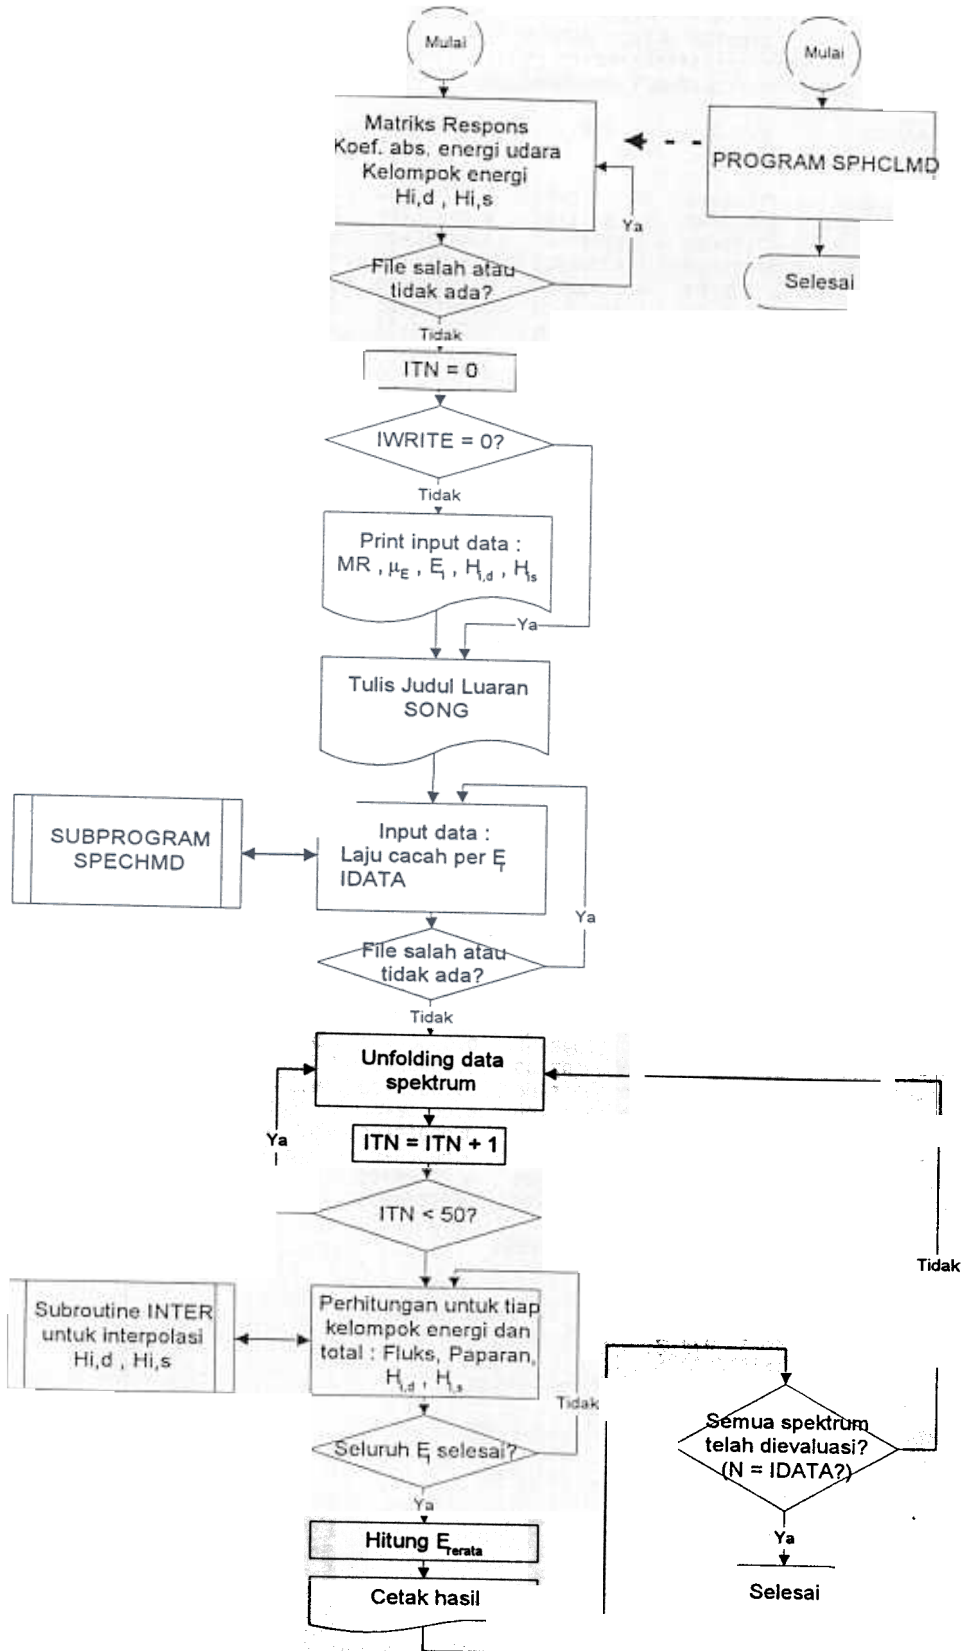 Mulai
Matriks Respons
Koef. abs. energi udara
Kelompok energi
Hi,d , Hi,s
Ya
File salah atau
tidak ada?
Tidak
Mulai
PROGRAM SPHCLMD
Selesai
ITN = 0
IWRITE = 0?
Tidak
Print input data :
MR , μE , Ei , Hi,d , His
Ya
Tulis Judul Luaran
SONG
SUBPROGRAM
SPECHMD
Input data :
Laju cacah per Ei
IDATA
Ya
File salah atau
tidak ada?
Tidak
Unfolding data
spektrum
Ya
ITN = ITN + 1
ITN < 50?
Subroutine INTER
untuk interpolasi
Hi,d , Hi,s
Perhitungan untuk tiap
kelompok energi dan
total : Fluks, Paparan,
Hi,d , Hi,s
Tidak
Seluruh Ei selesai?
Ya
Hitung Ererata
Cetak hasil
Tidak
Semua spektrum
telah dievaluasi?
(N = IDATA?)
Ya
Selesai